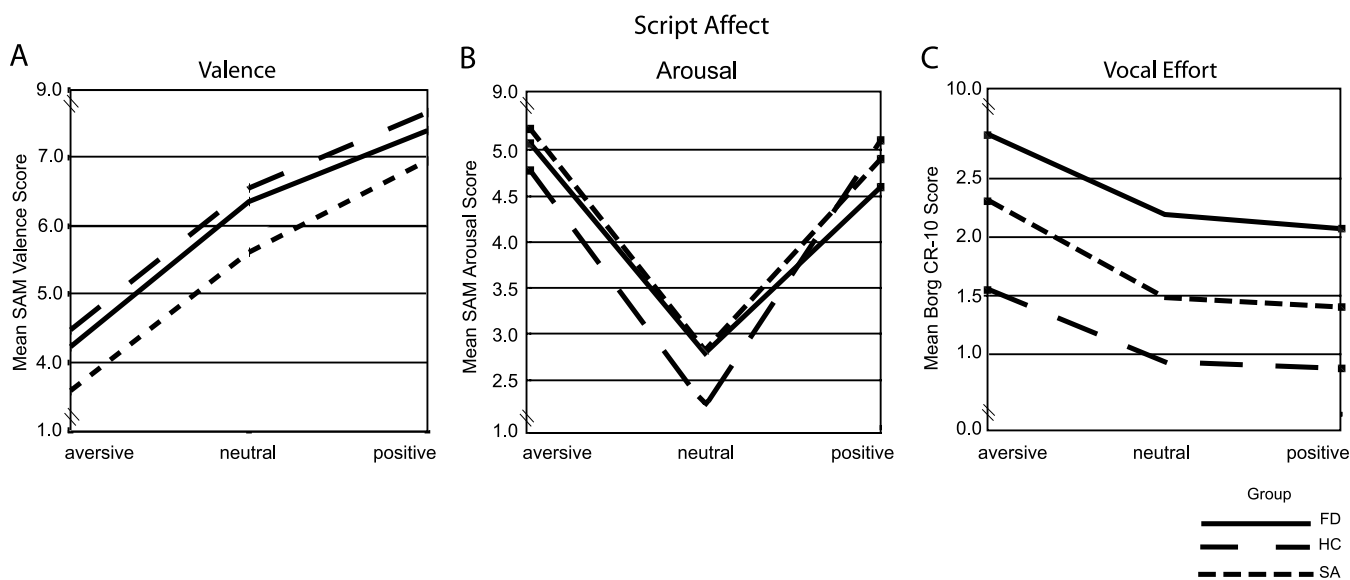 Script Affect
A
Valence
Mean SAM Valence Score
9.0
7.0
6.0
5.0
4.0
1.0
aversive neutral positive
B
Arousal
Mean SAM Arousal Score
9.0
5.0
4.5
4.0
3.5
3.0
2.5
1.0
aversive neutral positive
C
Vocal Effort
Mean Borg CR-10 Score
10.0
2.5
2.0
1.5
1.0
0.0
aversive neutral positive
Group
FD
HC
SA